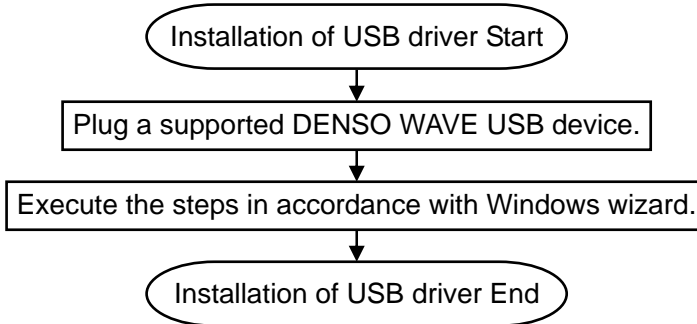 Installation of USB driver Start
Plug a supported DENSO WAVE USB device.
Execute the steps in accordance with Windows wizard.
Installation of USB driver End